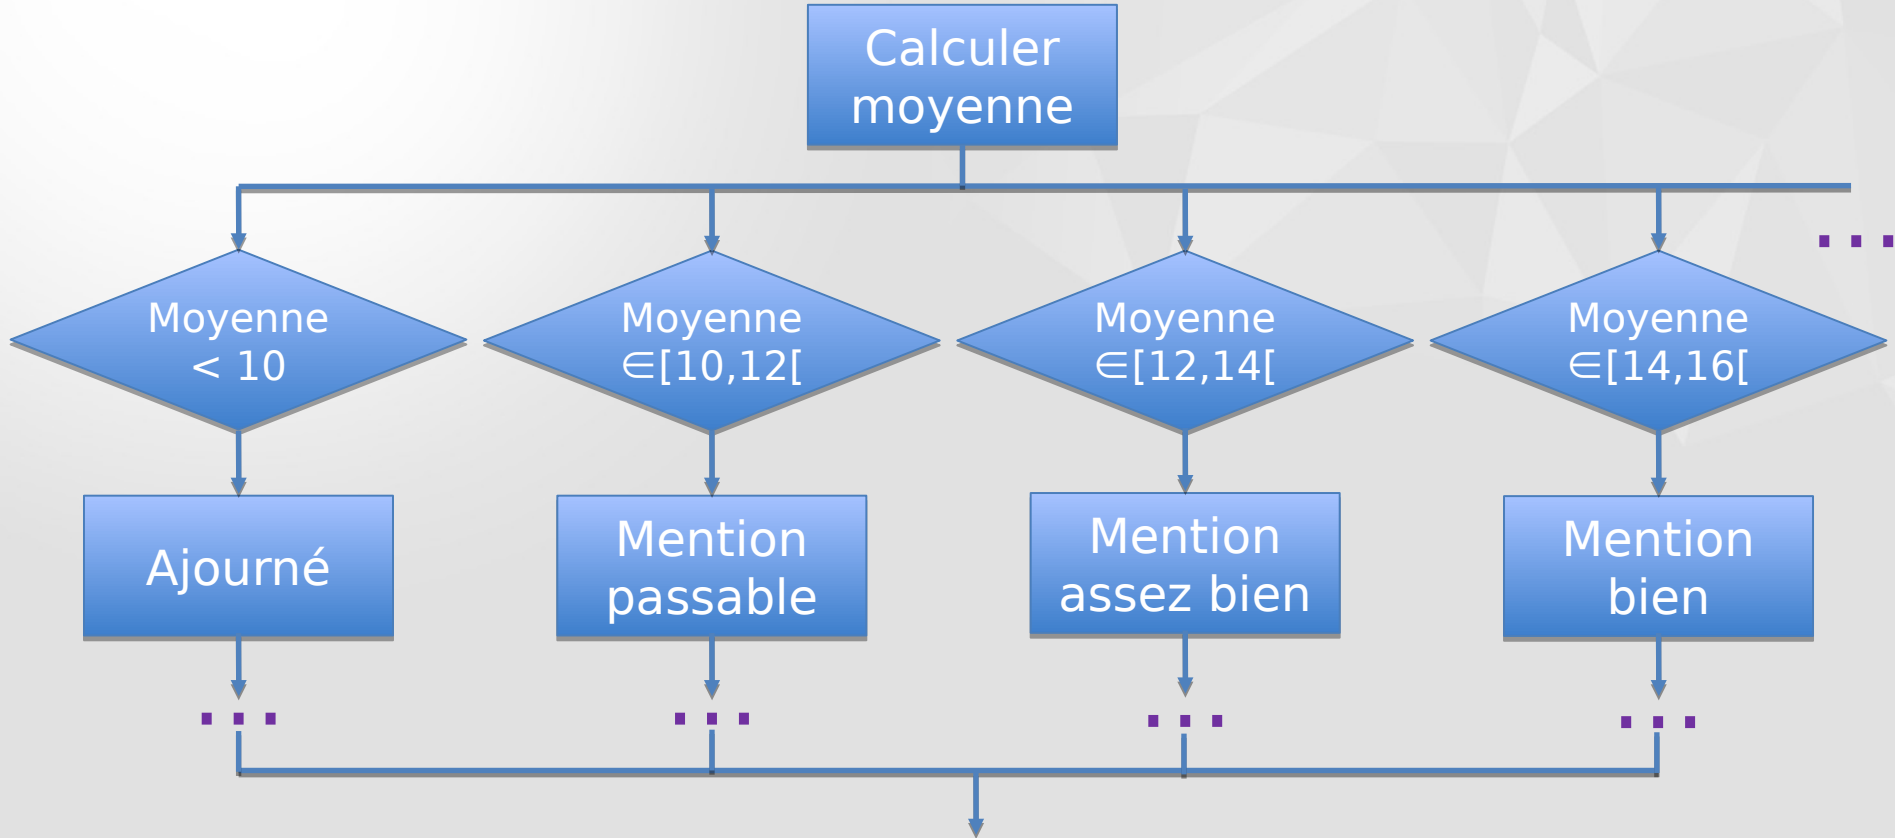 Calculer
moyenne
...
Moyenne
< 10
Moyenne
∈[10,12[
Moyenne
∈[12,14[
Moyenne
∈[14,16[
Ajourné
Mention
passable
Mention
assez bien
Mention
bien
...
...
...
...